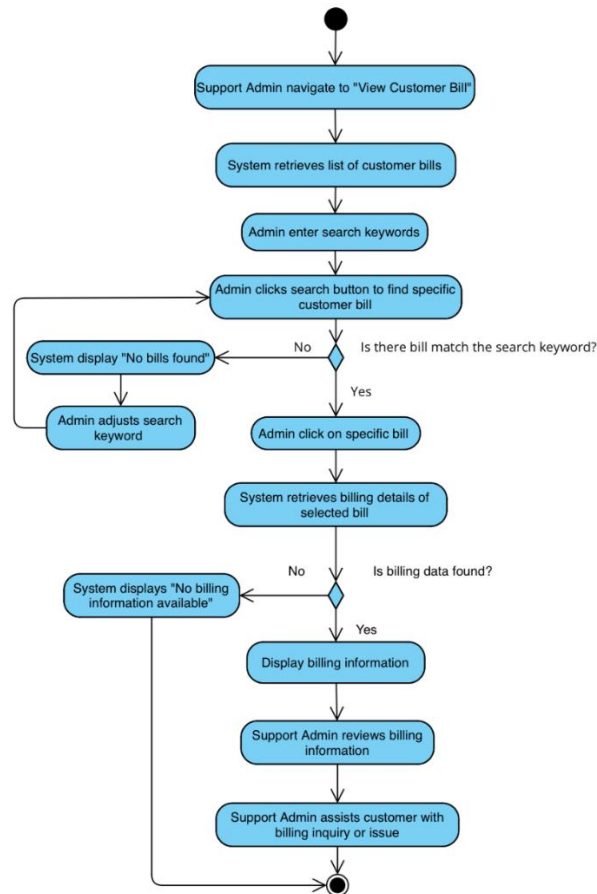 Support Admin navigate to "View Customer Bill"
System retrieves list of customer bills
Admin enter search keywords
Admin clicks search button to find specific
customer bill
No
Is there bill match the search keyword?
System display "No bills found"
Yes
Admin adjusts search
keyword
Admin click on specific bill
System retrieves billing details of
selected bill
No
Is billing data found?
System displays "No billing
information available"
Yes
Display billing information
Support Admin reviews billing
information
Support Admin assists customer with
billing inquiry or issue